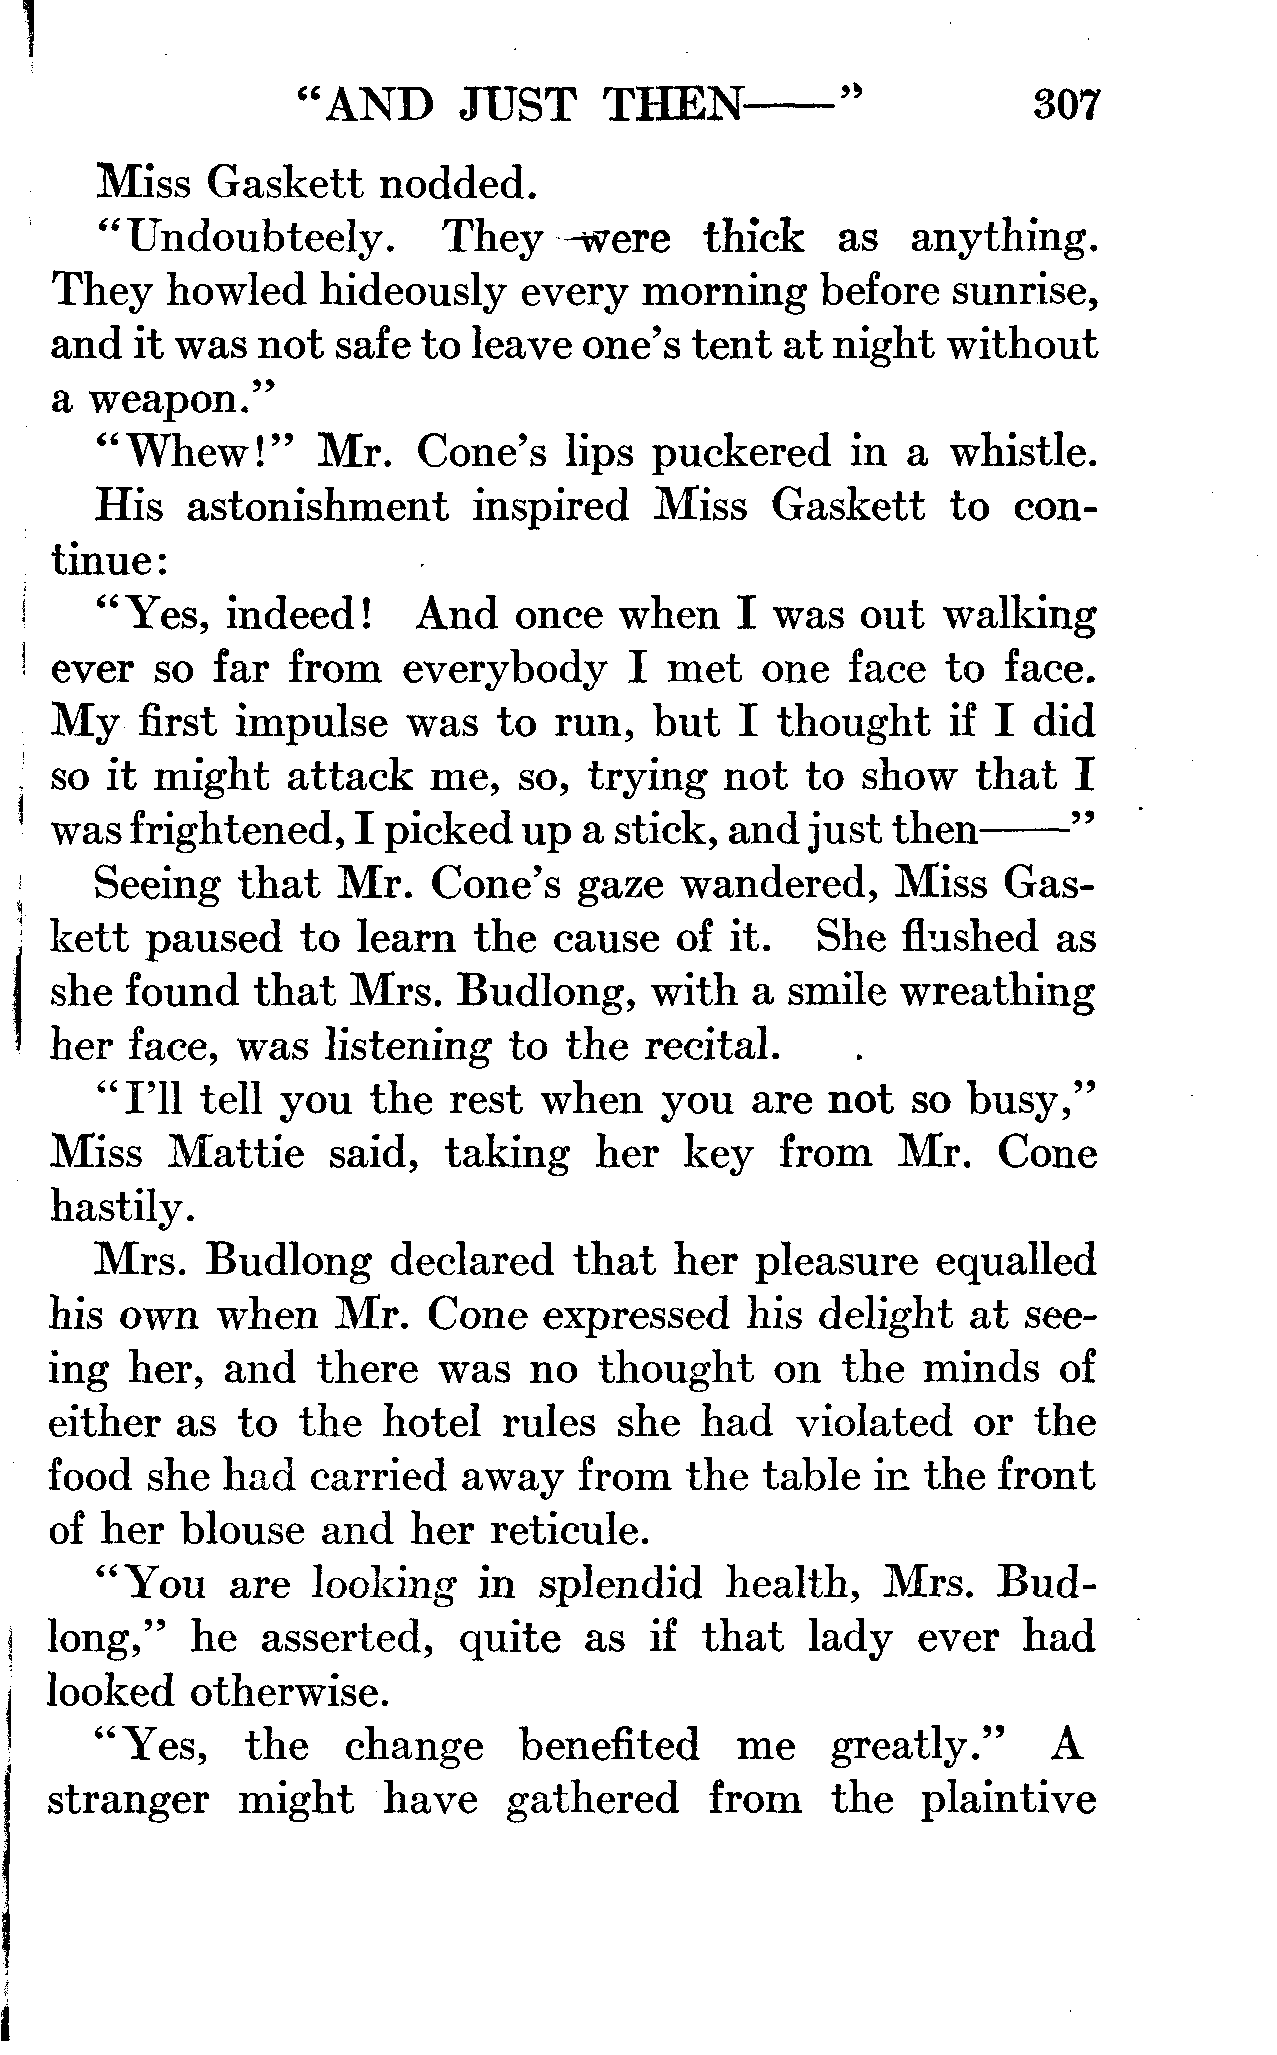 "AND JUST THEN——" 307
Miss Gaskett nodded.
"Undoubteely. They were thick as anything.
They howled hideously every morning before sunrise,
and it was not safe to leave one's tent at night without
a weapon."
"Whew!" Mr. Cone's lips puckered in a whistle.
His astonishment inspired Miss Gaskett to con-
tinue:
"Yes, indeed! And once when I was out walking
ever so far from everybody I met one face to face.
My first impulse was to run, but I thought if I did
so it might attack me, so, trying not to show that I
was frightened, I picked up a stick, and just then——"
Seeing that Mr. Cone's gaze wandered, Miss Gas-
kett paused to learn the cause of it. She flushed as
she found that Mrs. Budlong, with a smile wreathing
her face, was listening to the recital.
"I'll tell you the rest when you are not so busy,"
Miss Mattie said, taking her key from Mr. Cone
hastily.
Mrs. Budlong declared that her pleasure equalled
his own when Mr. Cone expressed his delight at see-
ing her, and there was no thought on the minds of
either as to the hotel rules she had violated or the
food she had carried away from the table in the front
of her blouse and her reticule.
"You are looking in splendid health, Mrs. Bud-
long," he asserted, quite as if that lady ever had
looked otherwise.
"Yes, the change benefited me greatly." A
stranger might have gathered from the plaintive